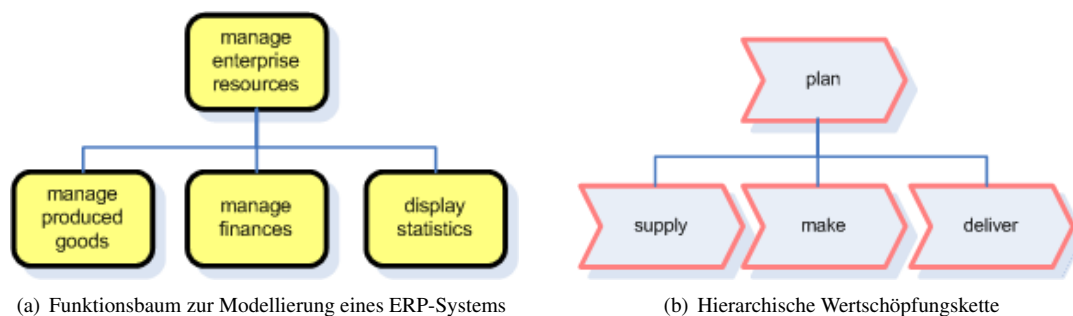 manage
enterprise
resources
manage
produced
goods
manage
finances
display
statistics
(a) Funktionsbaum zur Modellierung eines ERP-Systems
plan
supply
make
deliver
(b) Hierarchische Wertschöpfungskette